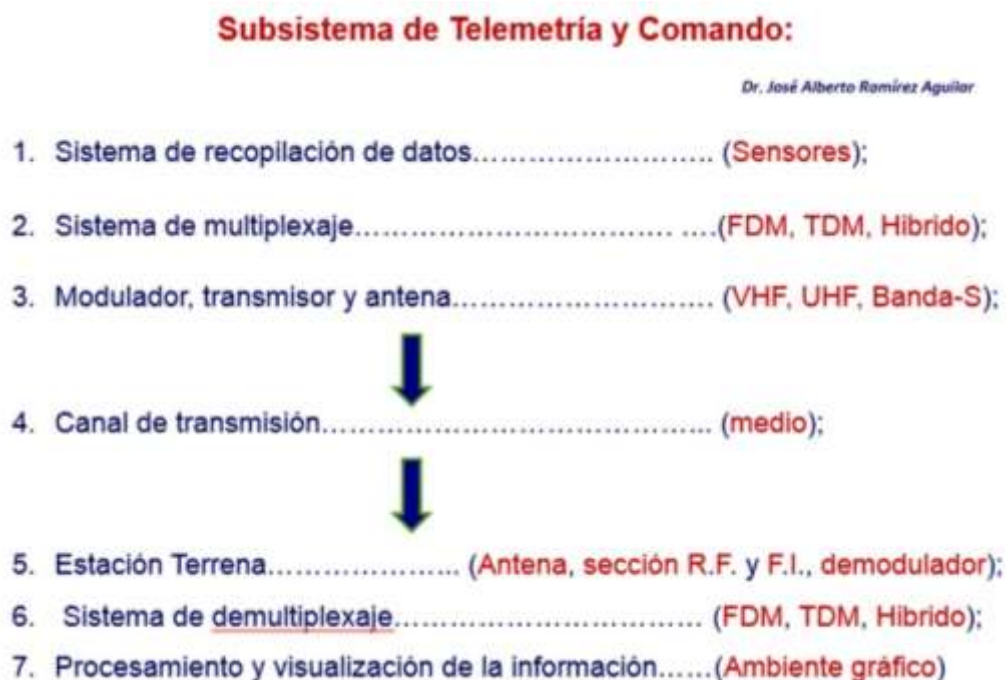 Subsistema de Telemetría y Comando:
Dr. José Alberto Ramírez Aguilar
1. Sistema de recopilación de datos.......................... (Sensores);
2. Sistema de multiplexaje................................ ....(FDM, TDM, Hibrido);
3. Modulador, transmisor y antena.......................... (VHF, UHF, Banda-S);
4. Canal de transmisión.......................................... (medio);
5. Estación Terrena..................... (Antena, sección R.F. y F.I., demodulador);
6. Sistema de demultiplexaje................................. (FDM, TDM, Hibrido);
7. Procesamiento y visualización de la información......(Ambiente gráfico)